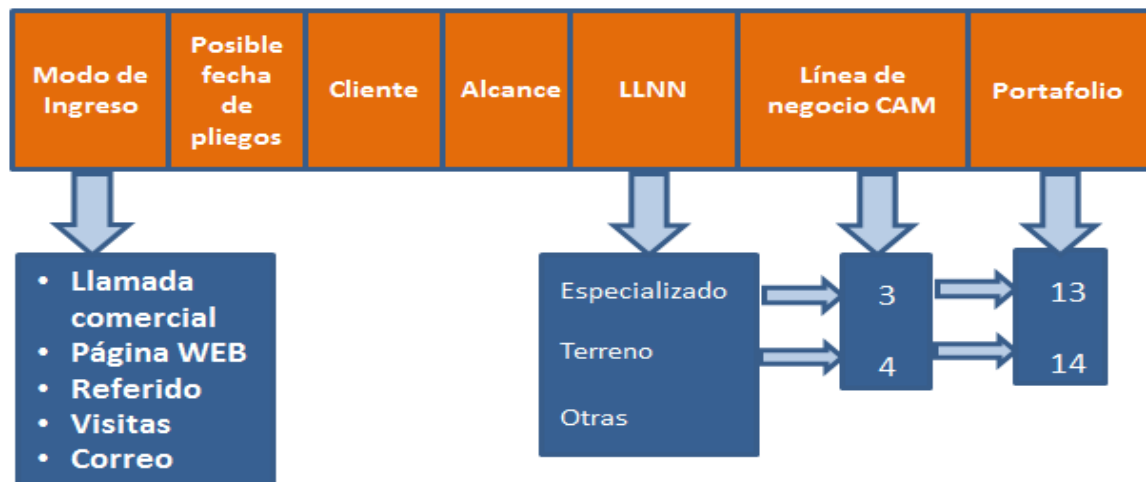 Modo de
Ingreso
Posible
fecha
de
pliegos
Cliente
Alcance
LLNN
Línea de
negocio CAM
Portafolio
• Llamada
comercial
• Página WEB
• Referido
• Visitas
• Correo
Especializado
Terreno
Otras
3
4
13
14